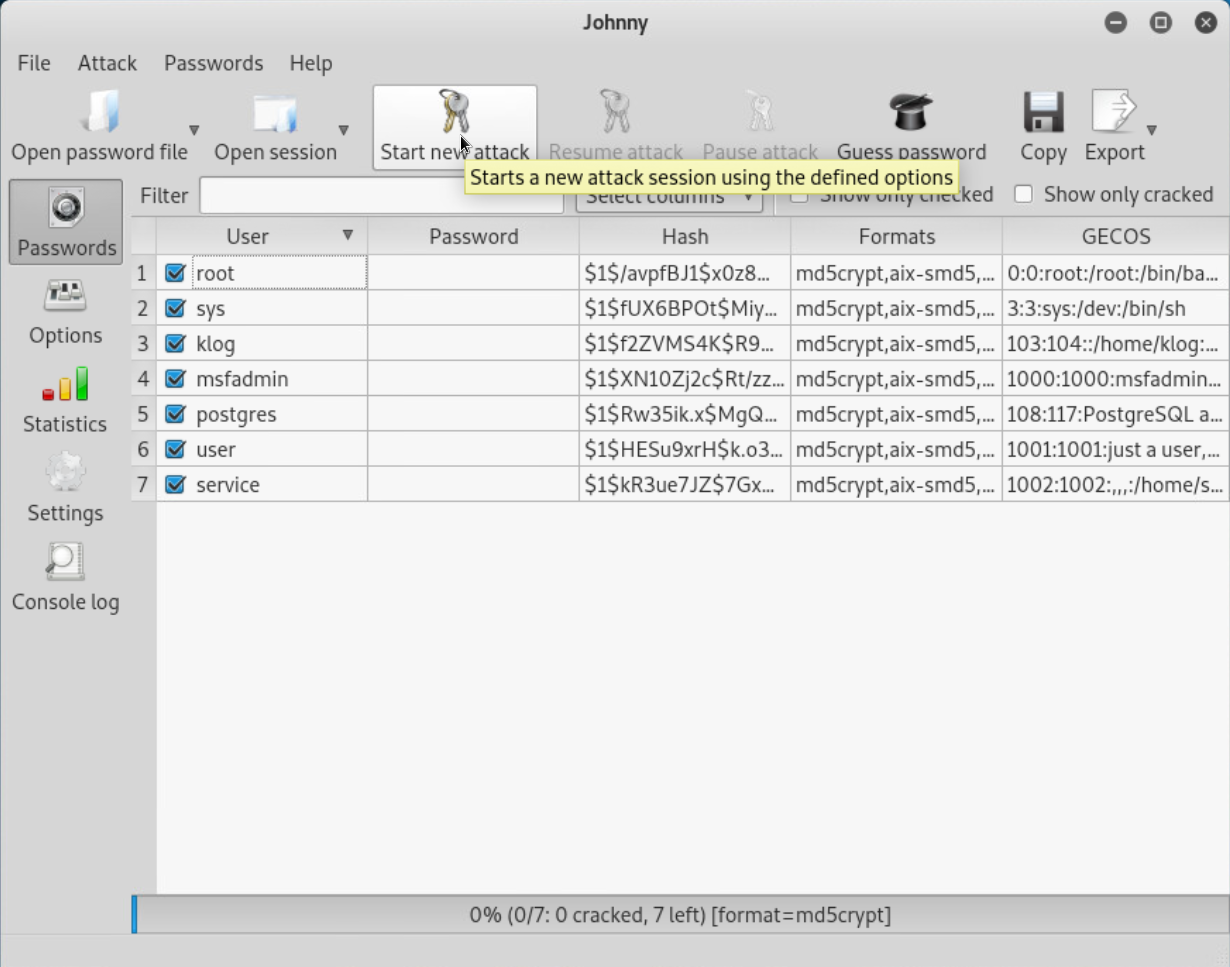 Johnny
File Attack Passwords Help
Open password file Open session Start new attack Resume attack Pause attack Guess password Copy Export
Starts a new attack session using the defined options
Filter Select columns Show only checked Show only cracked
Passwords
Options
Statistics
Settings
Console log
User Password Hash Formats GECOS
1 root $1$/avpfBJ1$x0z8... md5crypt,aix-smd5,... 0:0:root:/root:/bin/ba...
2 sys $1$fUX6BPOt$Miy... md5crypt,aix-smd5,... 3:3:sys:/dev:/bin/sh
3 klog $1$f2ZVMS4K$R9... md5crypt,aix-smd5,... 103:104::/home/klog:...
4 msfadmin $1$XN10Zj2c$Rt/zz... md5crypt,aix-smd5,... 1000:1000:msfadmin...
5 postgres $1$Rw35ik.x$MgQ... md5crypt,aix-smd5,... 108:117:PostgreSQL a...
6 user $1$HESu9xrH$k.o3... md5crypt,aix-smd5,... 1001:1001:just a user,...
7 service $1$kR3ue7JZ$7Gx... md5crypt,aix-smd5,... 1002:1002:,,,:/home/s...
0% (0/7: 0 cracked, 7 left) [format=md5crypt]